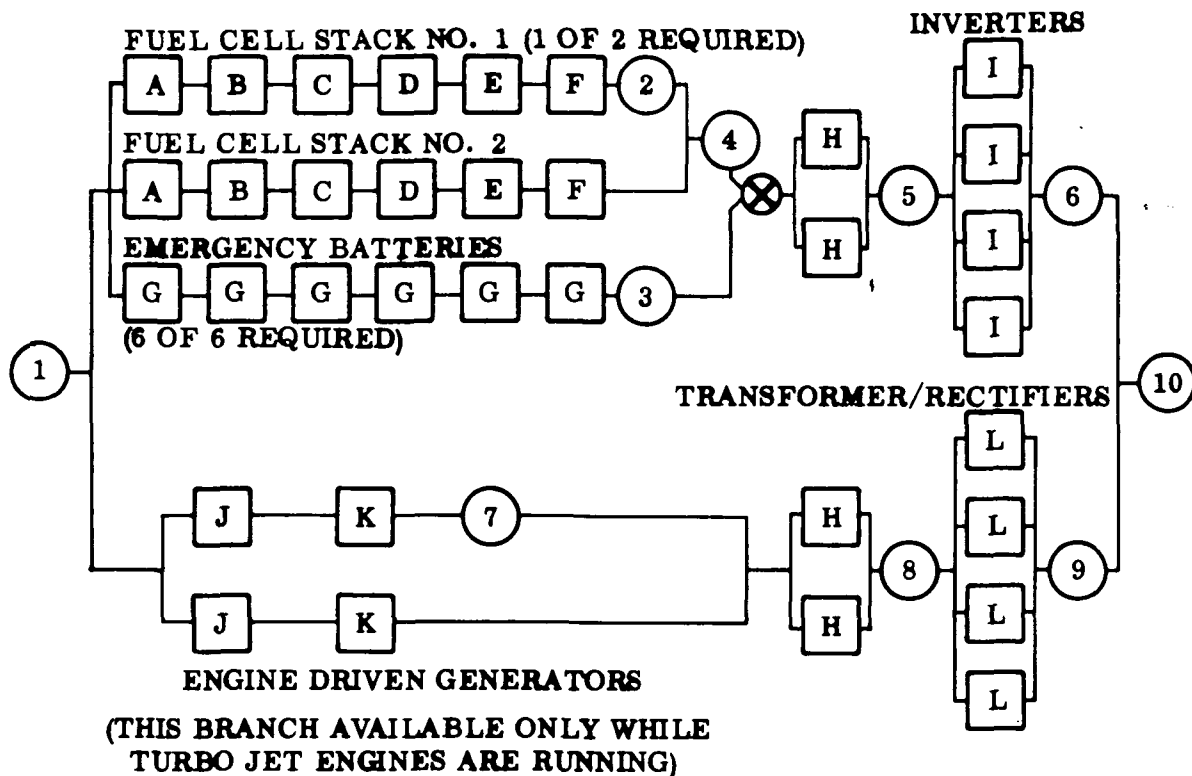 FUEL CELL STACK NO. 1 (1 OF 2 REQUIRED)
INVERTERS
A B C D E F 2
I
4
H
I
FUEL CELL STACK NO. 2
A B C D E F
5
6
I
H
EMERGENCY BATTERIES
G G G G G G 3
I
(6 OF 6 REQUIRED)
1
10
TRANSFORMER/RECTIFIERS
L
J K 7
H
L
8
9
J K
H
L
L
ENGINE DRIVEN GENERATORS
(THIS BRANCH AVAILABLE ONLY WHILE
TURBO JET ENGINES ARE RUNNING)